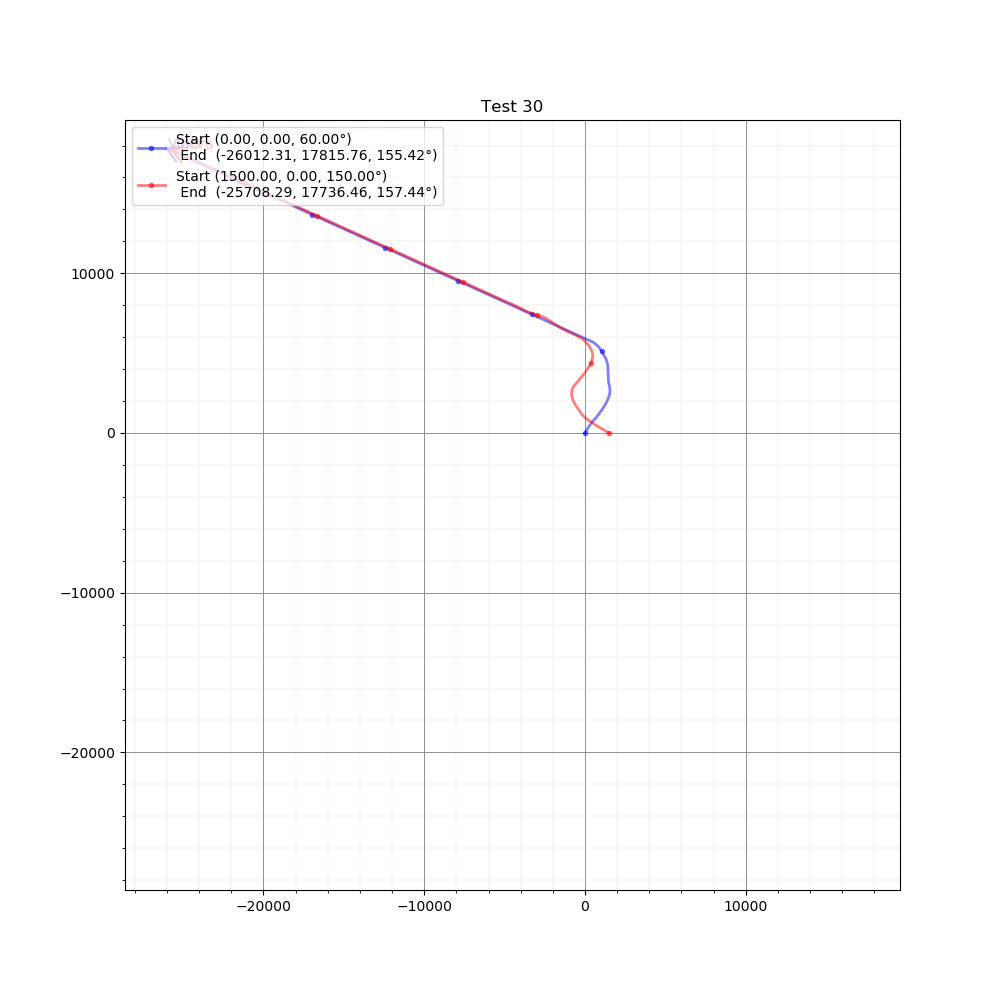 Test 30
Start (0.00, 0.00, 60.00°)
End (-26012.31, 17815.76, 155.42°)
Start (1500.00, 0.00, 150.00°)
End (-25708.29, 17736.46, 157.44°)
10000
0
−10000
−20000
−20000
−10000
0
10000